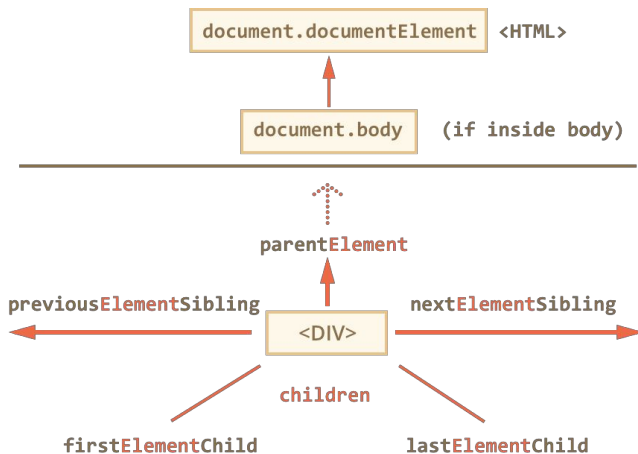 document.documentElement <HTML>
document.body (if inside body)
parentElement
previousElementSibling nextElementSibling
<DIV>
children
firstElementChild lastElementChild